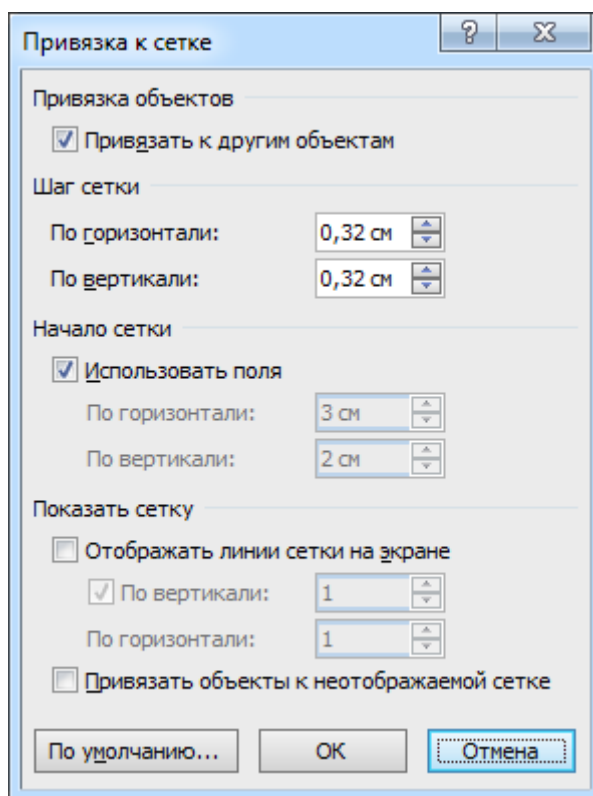 Привязка к сетке
Привязка объектов
Привязать к другим объектам
Шаг сетки
По горизонтали: 0,32 см
По вертикали: 0,32 см
Начало сетки
Использовать поля
По горизонтали: 3 см
По вертикали: 2 см
Показать сетку
Отображать линии сетки на экране
По вертикали: 1
По горизонтали: 1
Привязать объекты к неотображаемой сетке
По умолчанию... ОК Отмена